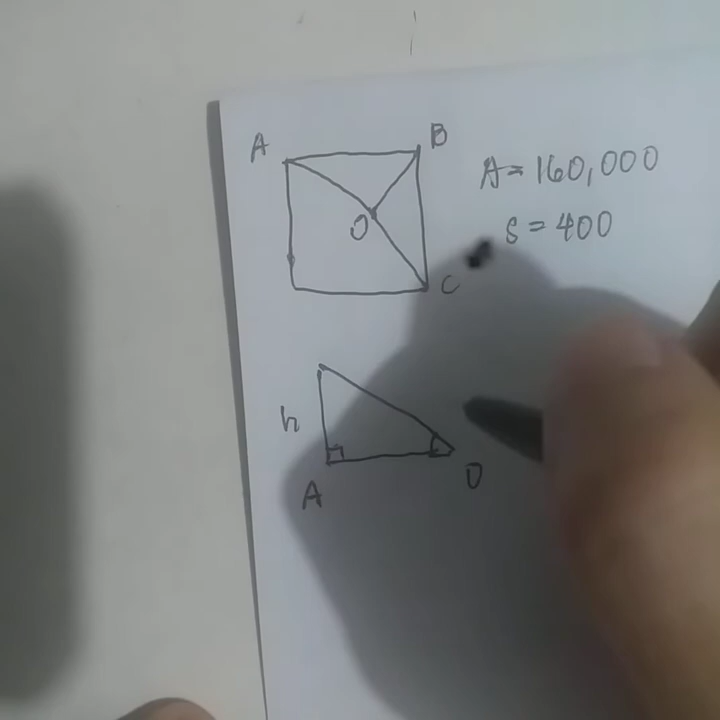 A
B
A = 160,000
O
s = 400
C
h
A
O